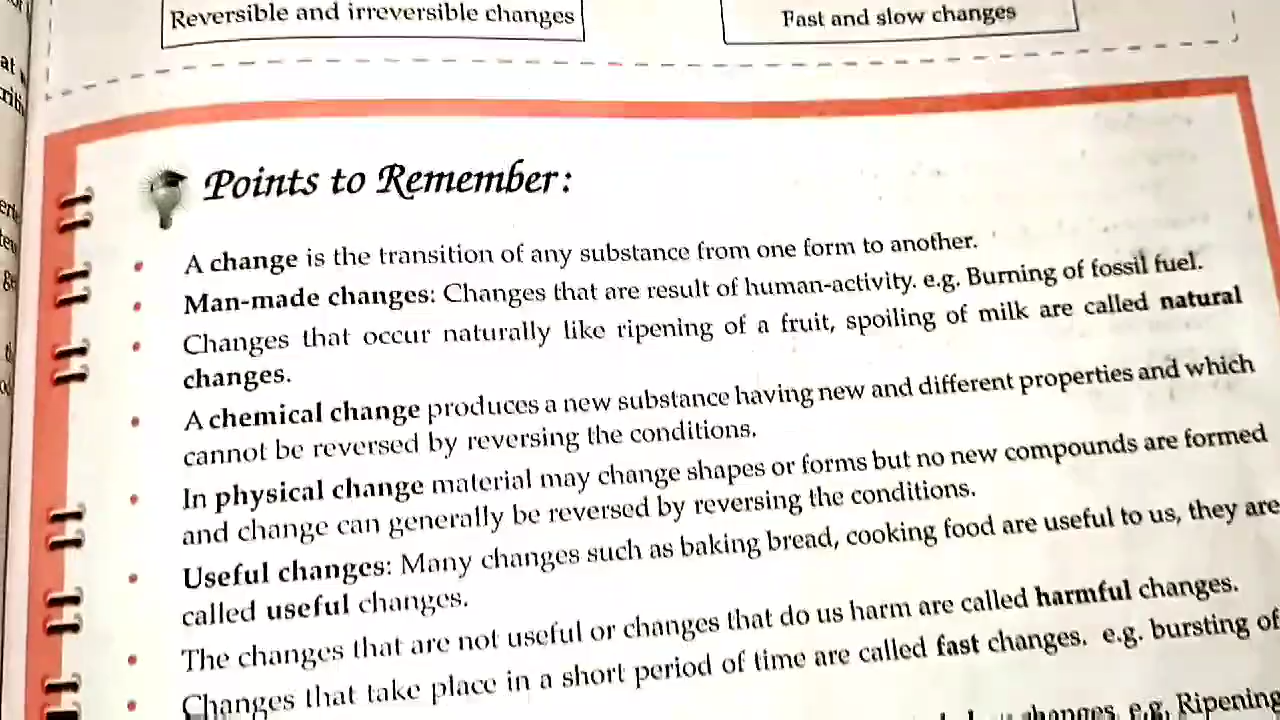 Reversible and irreversible changes
Fast and slow changes
Points to Remember:
• A change is the transition of any substance from one form to another.
• Man-made changes: Changes that are result of human-activity. e.g. Burning of fossil fuel.
• Changes that occur naturally like ripening of a fruit, spoiling of milk are called natural
changes.
• A chemical change produces a new substance having new and different properties and which
cannot be reversed by reversing the conditions.
• In physical change material may change shapes or forms but no new compounds are formed
and change can generally be reversed by reversing the conditions.
• Useful changes: Many changes such as baking bread, cooking food are useful to us, they are
called useful changes.
• The changes that are not useful or changes that do us harm are called harmful changes.
• Changes that take place in a short period of time are called fast changes. e.g. bursting of
changes, e.g. Ripening